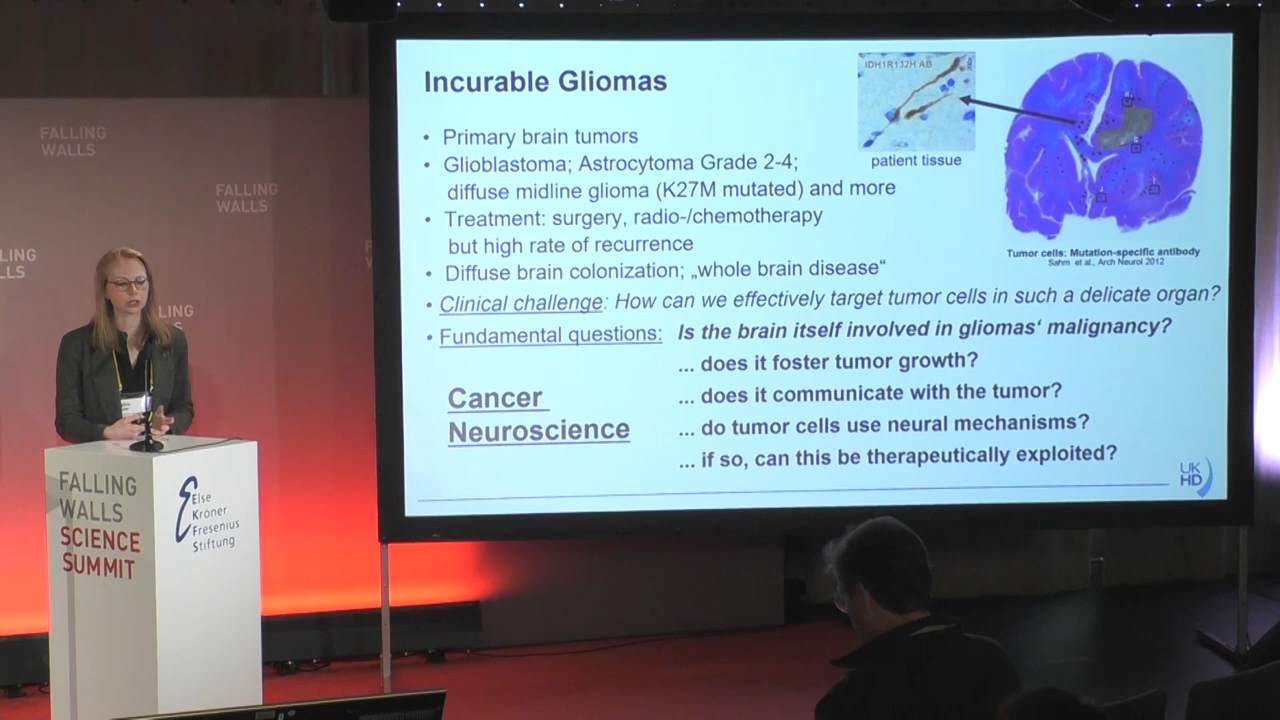 FALLING
WALLS
FALLING
WALLS
LING
LLS
LING
S
FALLING
WALLS
SCIENCE
SUMMIT
Else
Kröner
Fresenius
Stiftung
Incurable Gliomas
• Primary brain tumors
• Glioblastoma; Astrocytoma Grade 2-4;
diffuse midline glioma (K27M mutated) and more
• Treatment: surgery, radio-/chemotherapy
but high rate of recurrence
• Diffuse brain colonization; „whole brain disease“
• Clinical challenge: How can we effectively target tumor cells in such a delicate organ?
• Fundamental questions: Is the brain itself involved in gliomas‘ malignancy?
... does it foster tumor growth?
... does it communicate with the tumor?
... do tumor cells use neural mechanisms?
... if so, can this be therapeutically exploited?
Cancer
Neuroscience
IDH1R132H AB
patient tissue
Tumor cells: Mutation-specific antibody
Sahm et al., Arch Neurol 2012
UK
HD